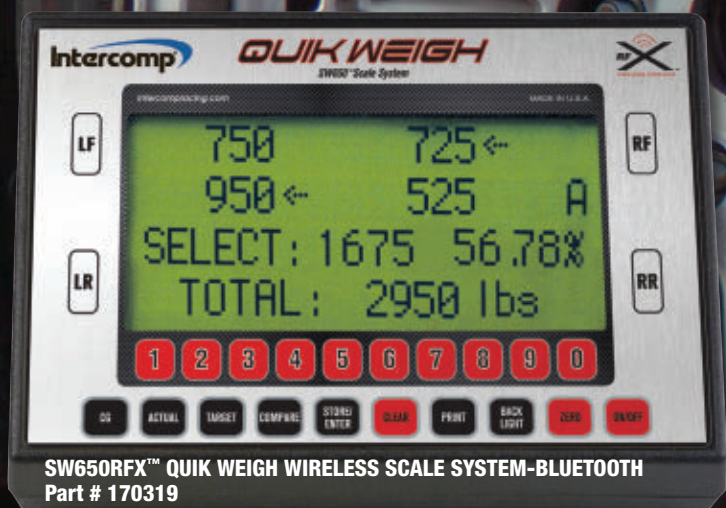 Intercomp
QUIK WEIGH
SW650™ Scale System
RFX™
intercompracing.com
MADE IN U.S.A.
LF
RF
750 725←
950← 525 A
SELECT: 1675 56.78%
TOTAL: 2950 lbs
LR
RR
1 2 3 4 5 6 7 8 9 0
CG ACTUAL TARGET COMPARE STORE/ENTER CLEAR PRINT BACK LIGHT ZERO ON/OFF
SW650RFX™ QUIK WEIGH WIRELESS SCALE SYSTEM-BLUETOOTH
Part # 170319